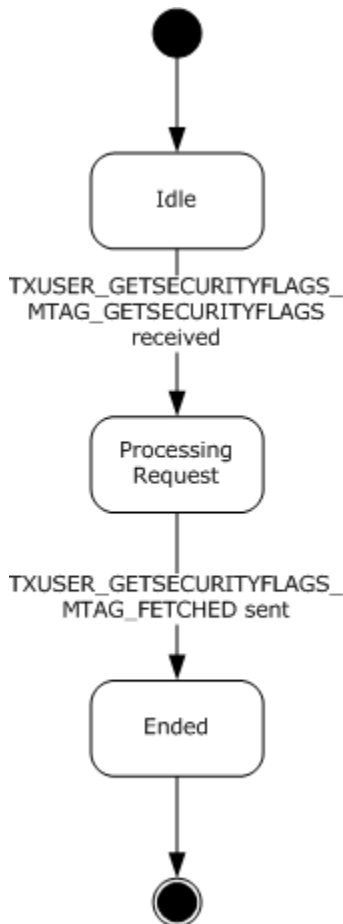 Idle
TXUSER_GETSECURITYFLAGS_
MTAG_GETSECURITYFLAGS
received
Processing
Request
TXUSER_GETSECURITYFLAGS_
MTAG_FETCHED sent
Ended